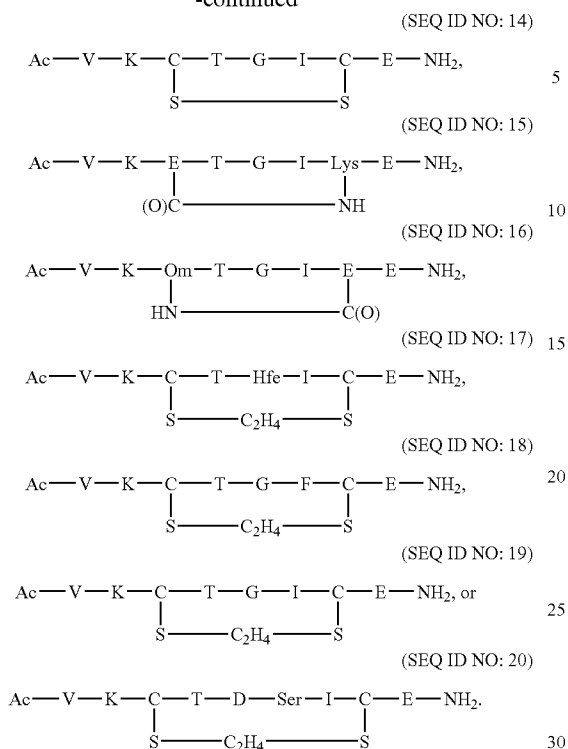 -continued
(SEQ ID NO: 14)
Ac—V—K—C—T—G—I—C—E—NH2,
5
S—S
(SEQ ID NO: 15)
Ac—V—K—E—T—G—I—Lys—E—NH2,
(O)C—NH
10
(SEQ ID NO: 16)
Ac—V—K—Om—T—G—I—E—E—NH2,
HN—C(O)
(SEQ ID NO: 17) 15
Ac—V—K—C—T—Hfe—I—C—E—NH2,
S—C2H4—S
(SEQ ID NO: 18)
Ac—V—K—C—T—G—F—C—E—NH2,
20
S—C2H4—S
(SEQ ID NO: 19)
Ac—V—K—C—T—G—I—C—E—NH2, or
25
S—C2H4—S
(SEQ ID NO: 20)
Ac—V—K—C—T—D—Ser—I—C—E—NH2.
S—C2H4—S
30